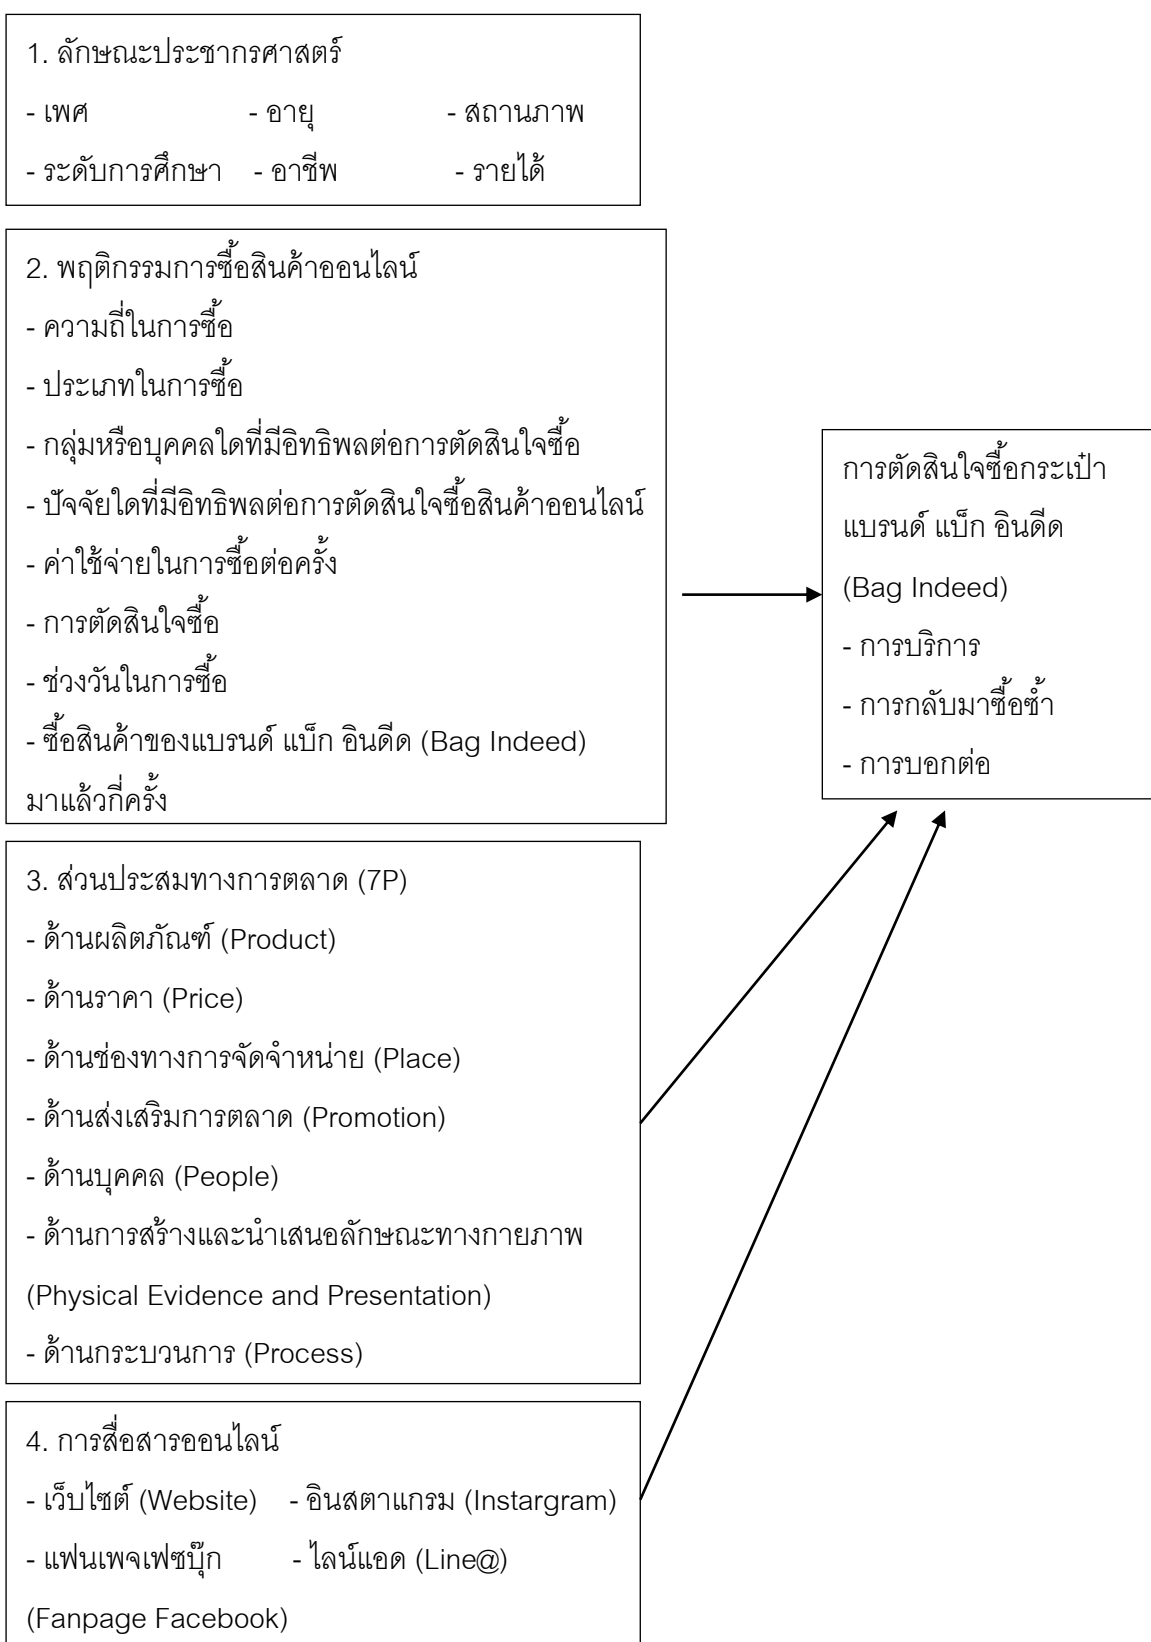 1. ลักษณะประชากรศาสตร์
- เพศ - อายุ - สถานภาพ
- ระดับการศึกษา - อาชีพ - รายได้
2. พฤติกรรมการซื้อสินค้าออนไลน์
- ความถี่ในการซื้อ
- ประเภทในการซื้อ
- กลุ่มหรือบุคคลใดที่มีอิทธิพลต่อการตัดสินใจซื้อ
- ปัจจัยใดที่มีอิทธิพลต่อการตัดสินใจซื้อสินค้าออนไลน์
- ค่าใช้จ่ายในการซื้อต่อครั้ง
- การตัดสินใจซื้อ
- ช่วงวันในการซื้อ
- ซื้อสินค้าของแบรนด์ แบ็ก อินดีด (Bag Indeed)
มาแล้วกี่ครั้ง
3. ส่วนประสมทางการตลาด (7P)
- ด้านผลิตภัณฑ์ (Product)
- ด้านราคา (Price)
- ด้านช่องทางการจัดจำหน่าย (Place)
- ด้านส่งเสริมการตลาด (Promotion)
- ด้านบุคคล (People)
- ด้านการสร้างและนำเสนอลักษณะทางกายภาพ
(Physical Evidence and Presentation)
- ด้านกระบวนการ (Process)
4. การสื่อสารออนไลน์
- เว็บไซต์ (Website) - อินสตาแกรม (Instargram)
- แฟนเพจเฟซบุ๊ก - ไลน์แอด (Line@)
(Fanpage Facebook)
การตัดสินใจซื้อกระเป๋า
แบรนด์ แบ็ก อินดีด
(Bag Indeed)
- การบริการ
- การกลับมาซื้อซ้ำ
- การบอกต่อ